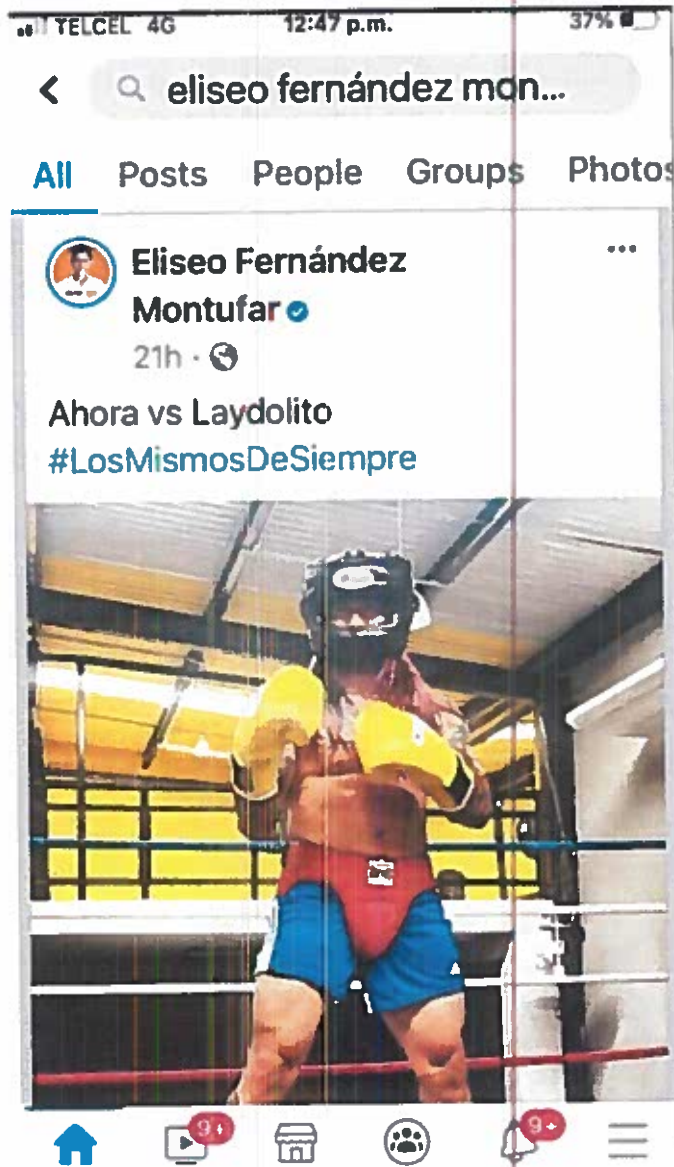 TELCEL 4G 12:47 p.m. 37%
eliseo fernández mon...
All Posts People Groups Photos
Eliseo Fernández
Montufar
21h ·
Ahora vs Laydolito
#LosMismosDeSiempre
9+ 9+